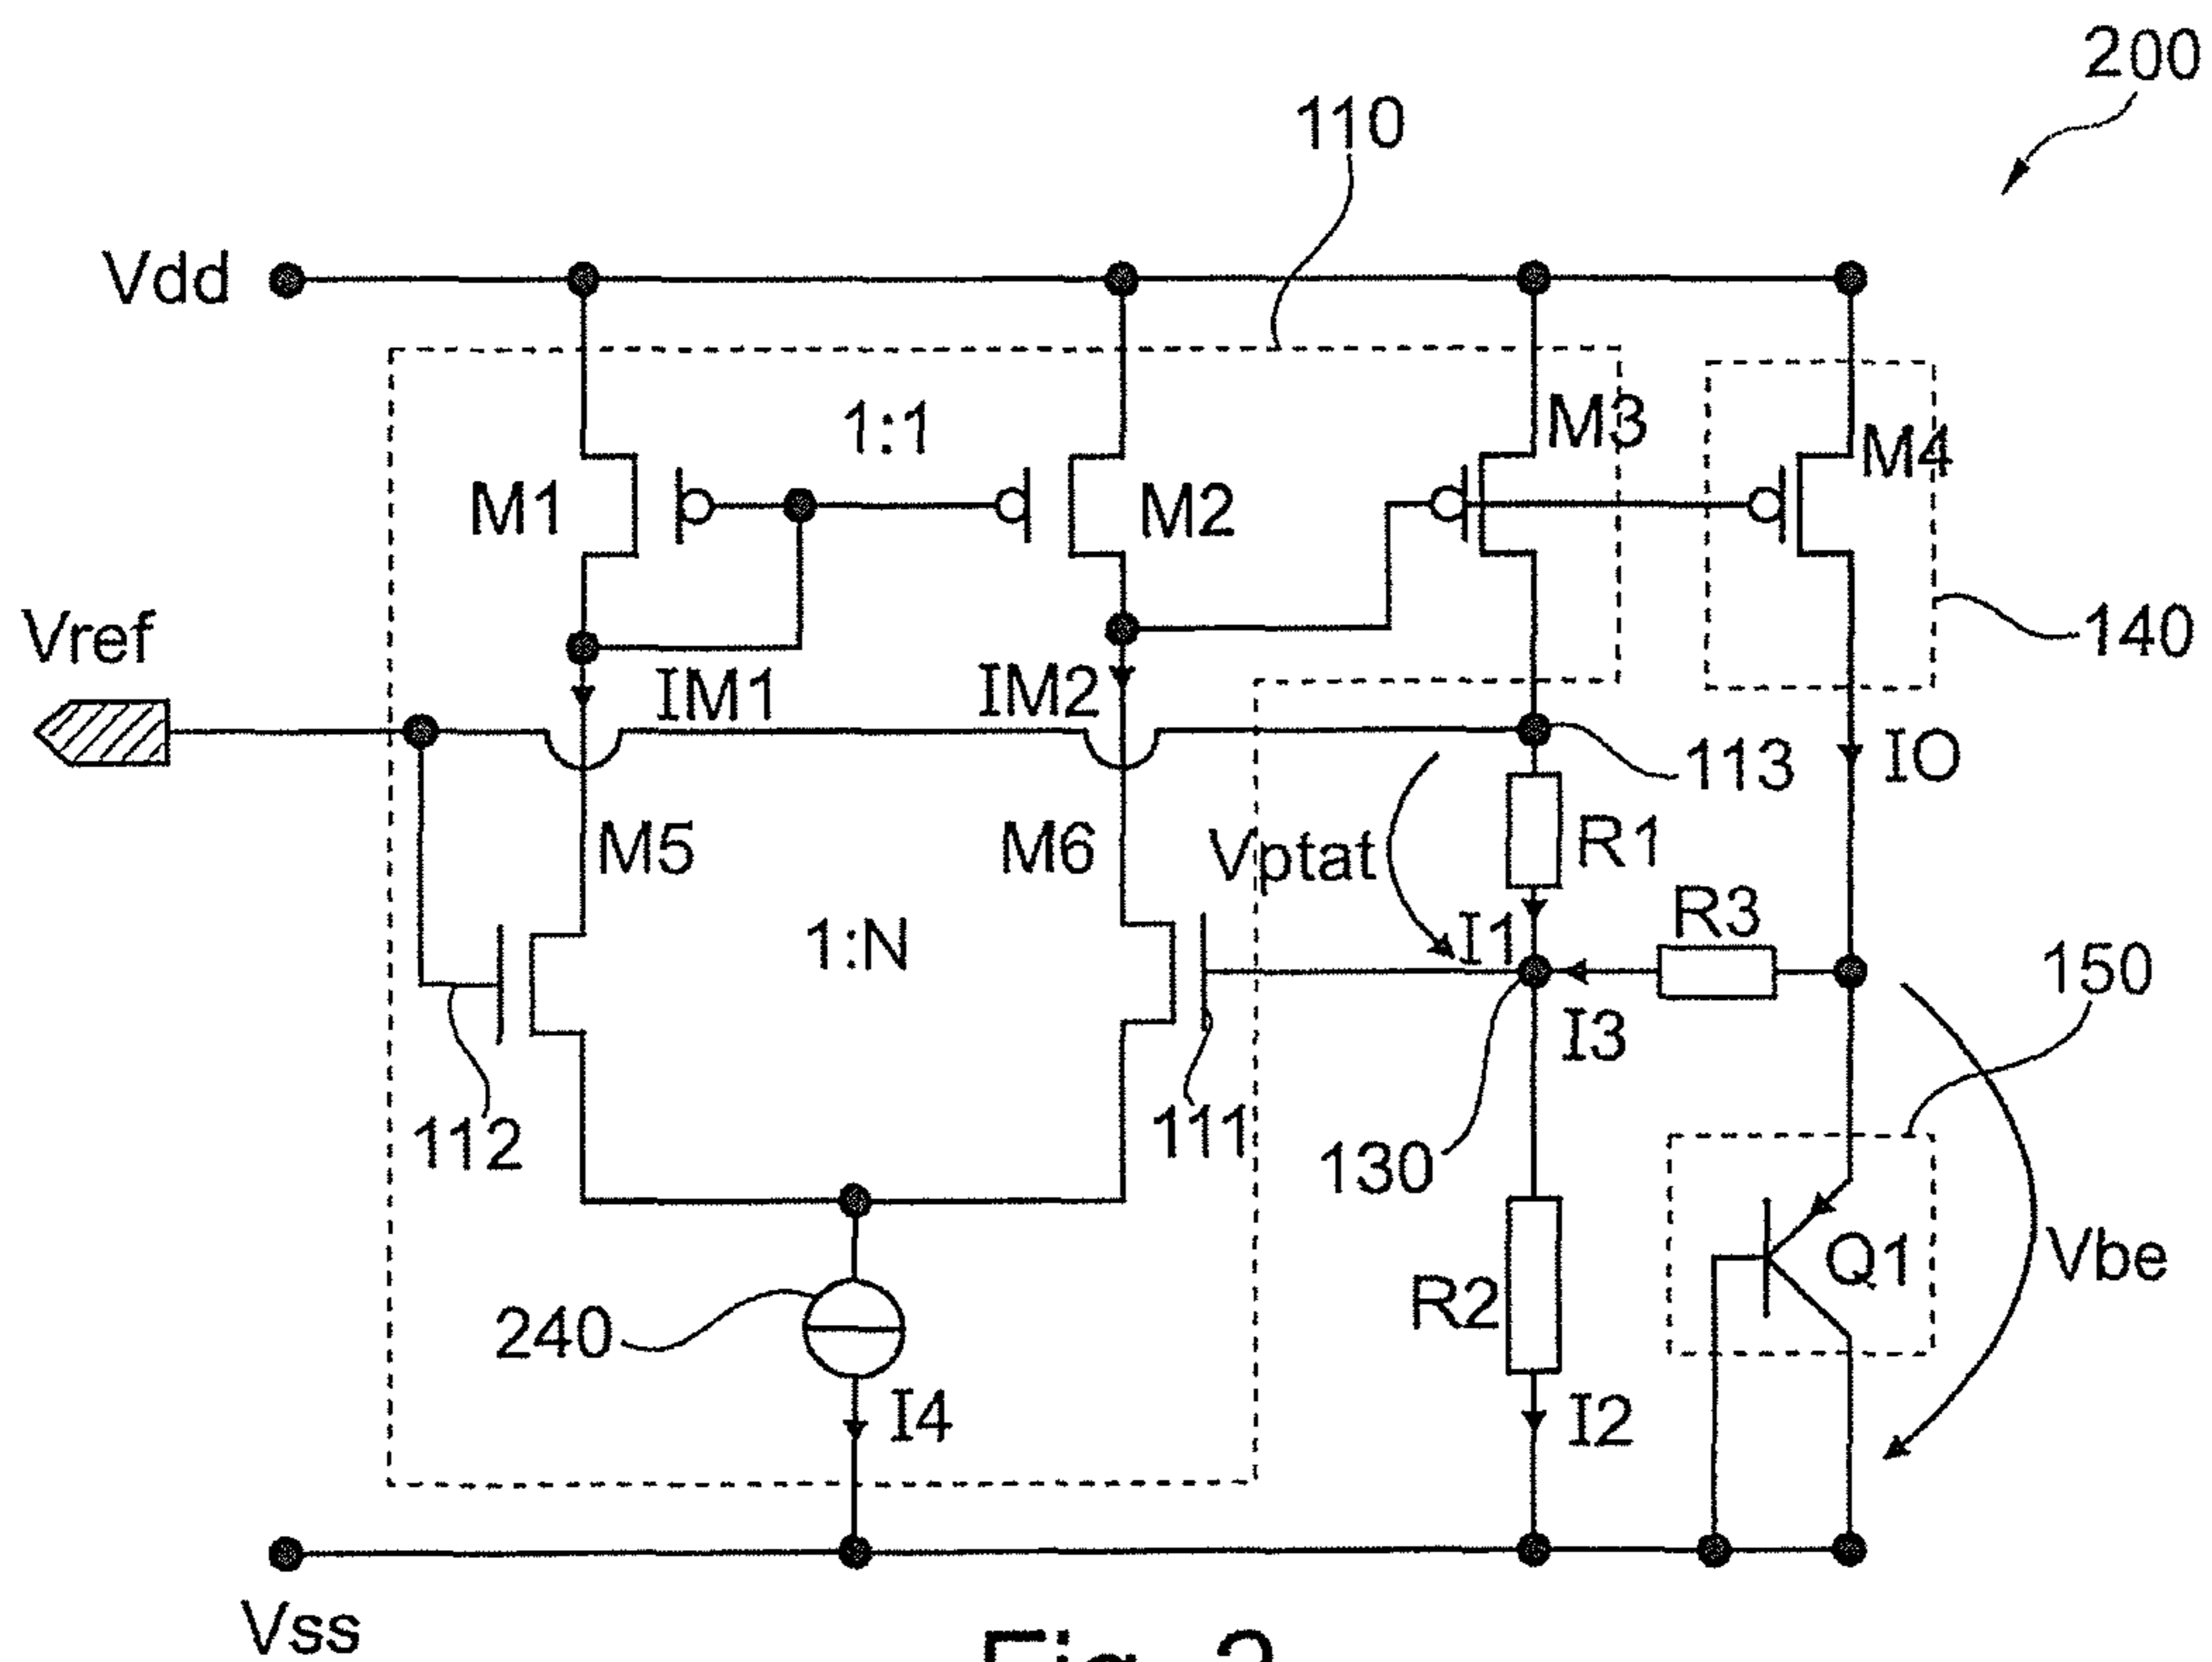 200
110
Vdd
1:1
M3
M4
M1
M2
140
Vref
IM1
IM2
113
IO
M5
M6
Vptat
R1
1:N
I1
R3
150
I3
112
111
130
240
R2
Q1
Vbe
I4
I2
Vss